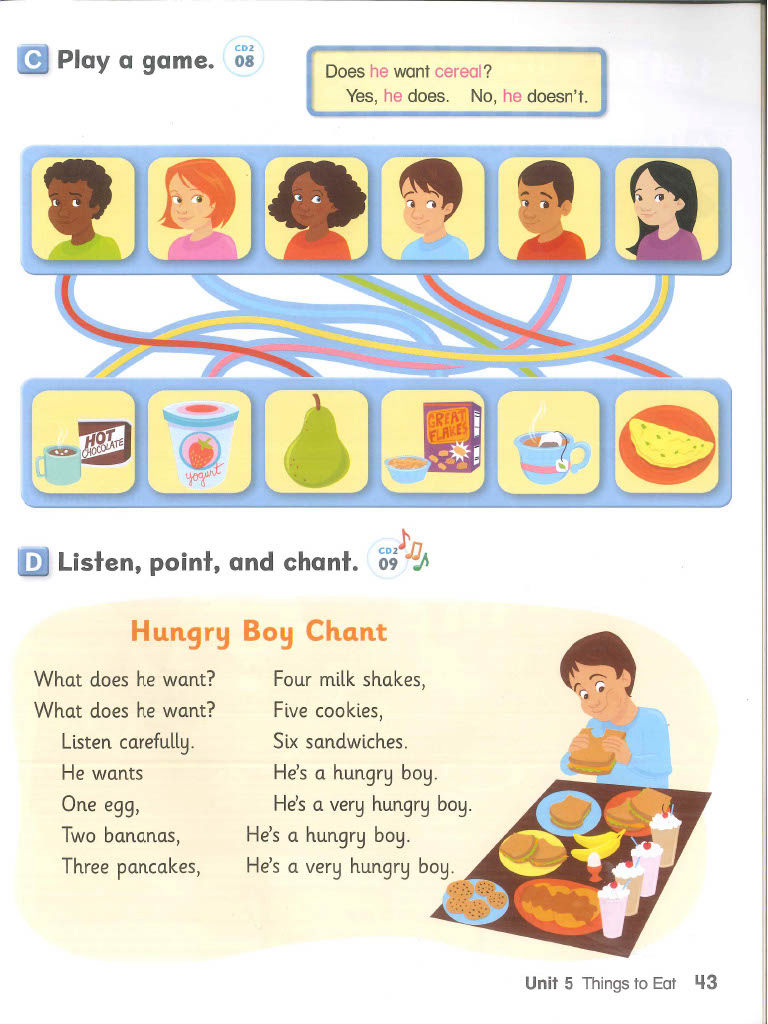 C Play a game. CD2 08
Does he want cereal?
Yes, he does. No, he doesn't.
HOT CHOCOLATE
yogurt
GREAT FLAKES
D Listen, point, and chant. CD2 09
Hungry Boy Chant
What does he want?
What does he want?
Listen carefully.
He wants
One egg,
Two bananas,
Three pancakes,
Four milk shakes,
Five cookies,
Six sandwiches.
He's a hungry boy.
He's a very hungry boy.
He's a hungry boy.
He's a very hungry boy.
Unit 5 Things to Eat 43